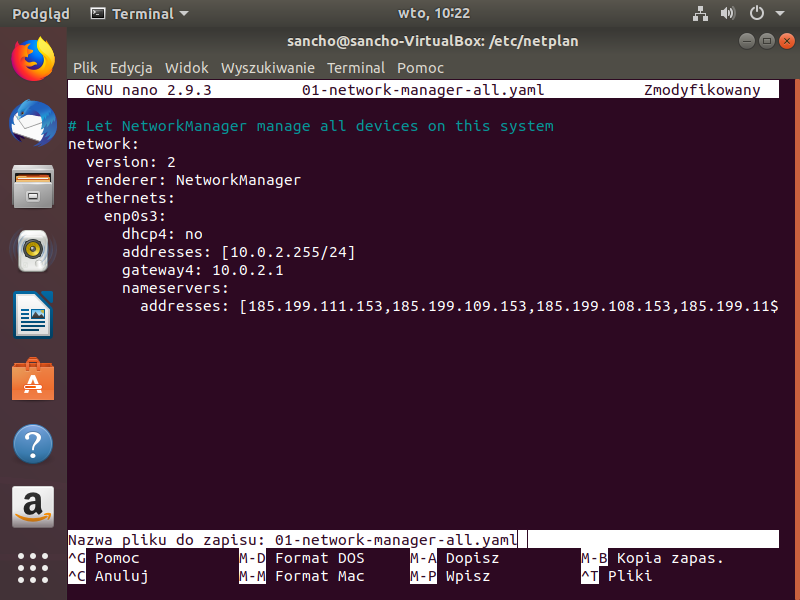 Podgląd Terminal wto, 10:22
sancho@sancho-VirtualBox: /etc/netplan
Plik Edycja Widok Wyszukiwanie Terminal Pomoc
GNU nano 2.9.3 01-network-manager-all.yaml Zmodyfikowany
# Let NetworkManager manage all devices on this system
network:
version: 2
renderer: NetworkManager
ethernets:
enp0s3:
dhcp4: no
addresses: [10.0.2.255/24]
gateway4: 10.0.2.1
nameservers:
addresses: [185.199.111.153,185.199.109.153,185.199.108.153,185.199.11$
Nazwa pliku do zapisu: 01-network-manager-all.yaml
^G Pomoc M-D Format DOS M-A Dopisz M-B Kopia zapas.
^C Anuluj M-M Format Mac M-P Wpisz ^T Pliki